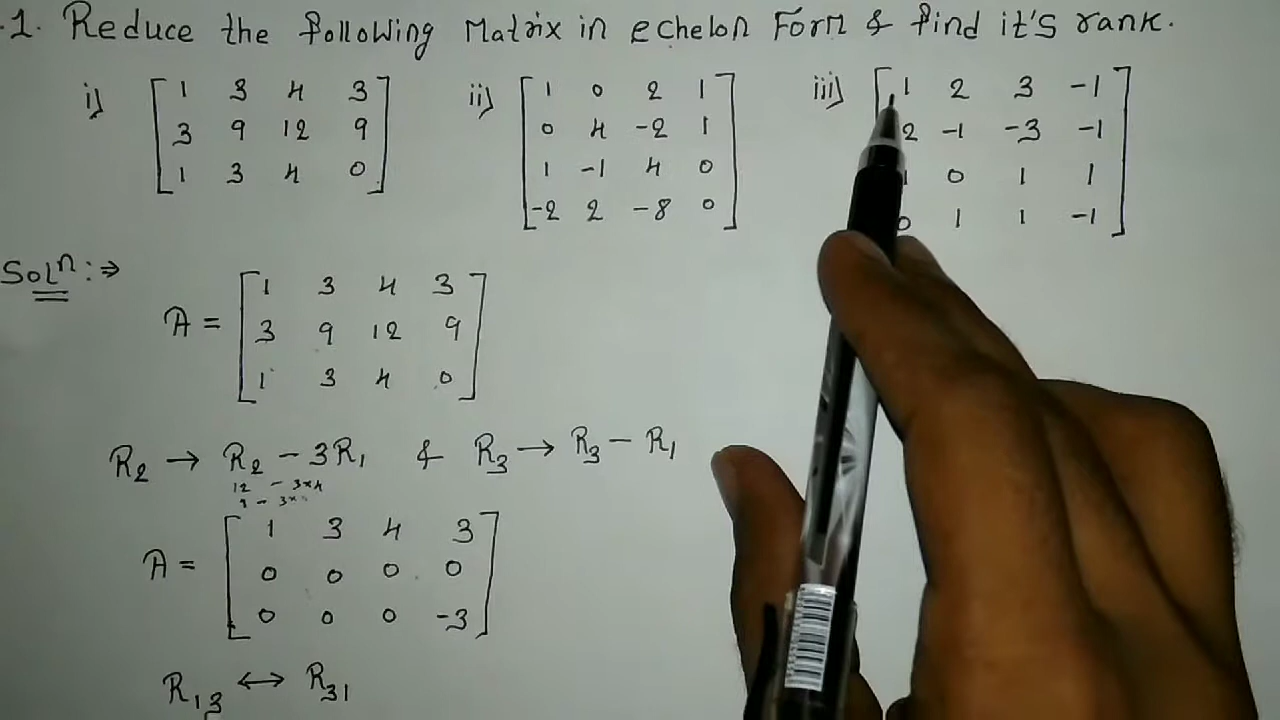 .1. Reduce the following Matrix in echelon Form & find it's rank.
i) [ 1 3 4 3 ii) [ 1 0 2 1 iii) [ 1 2 3 -1
3 9 12 9 0 4 -2 1 2 -1 -3 -1
1 3 4 0 ] 1 -1 4 0 0 1 1
-2 2 -8 0 ] 0 1 1 -1 ]
Solⁿ :⇒
A = [ 1 3 4 3
3 9 12 9
1 3 4 0 ]
R₂ → R₂ - 3R₁ & R₃ → R₃ - R₁
12 - 3×4
A = [ 1 3 4 3
0 0 0 0
0 0 0 -3 ]
R₁₃ ↔ R₃₁